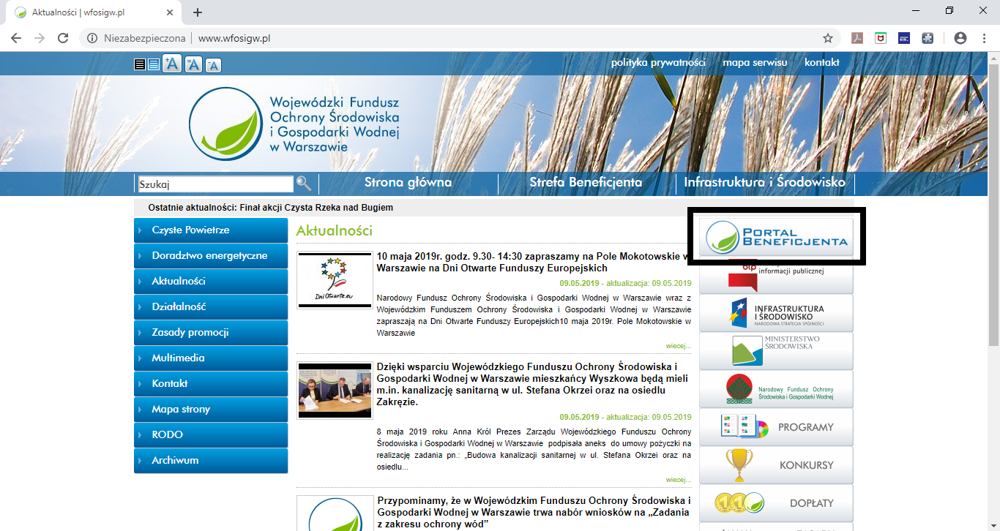 Aktualności | wfosigw.pl
Niezabezpieczona | www.wfosigw.pl
+A =A -A
polityka prywatności mapa serwisu kontakt
Wojewódzki Fundusz
Ochrony Środowiska
i Gospodarki Wodnej
w Warszawie
Szukaj
Strona główna
Strefa Beneficjenta
Infrastruktura i Środowisko
Ostatnie aktualności: Finał akcji Czysta Rzeka nad Bugiem
Czyste Powietrze
Doradztwo energetyczne
Aktualności
Działalność
Zasady promocji
Multimedia
Kontakt
Mapa strony
RODO
Archiwum
Aktualności
Dni Otwarte.eu
10 maja 2019r. godz. 9.30- 14:30 zapraszamy na Pole Mokotowskie w
Warszawie na Dni Otwarte Funduszy Europejskich
09.05.2019 - aktualizacja: 09.05.2019
Narodowy Fundusz Ochrony Środowiska i Gospodarki Wodnej w Warszawie wraz z
Wojewódzkim Funduszem Ochrony Środowiska i Gospodarki Wodnej w Warszawie
zapraszają na Dni Otwarte Funduszy Europejskich10 maja 2019r. Pole Mokotowskie w
Warszawie
wiecej...
Dzięki wsparciu Wojewódzkiego Funduszu Ochrony Środowiska i
Gospodarki Wodnej w Warszawie mieszkańcy Wyszkowa będą mieli
m.in. kanalizację sanitarną w ul. Stefana Okrzei oraz na osiedlu
Zakręzie.
09.05.2019 - aktualizacja: 09.05.2019
8 maja 2019 roku Anna Król Prezes Zarządu Wojewódzkiego Funduszu Ochrony
Środowiska i Gospodarki Wodnej w Warszawie podpisała aneks do umowy pożyczki na
realizację zadania pn.: „Budowa kanalizacji sanitarnej w ul. Stefana Okrzei oraz na
osiedlu...
wiecej...
Przypominamy, że w Wojewódzkim Funduszu Ochrony Środowiska i
Gospodarki Wodnej w Warszawie trwa nabór wniosków na „Zadania
z zakresu ochrony wód”
PORTAL
BENEFICJENTA
bip
informacji publicznej
INFRASTRUKTURA
I ŚRODOWISKO
NARODOWA STRATEGIA SPÓJNOŚCI
MINISTERSTWO
ŚRODOWISKA
Narodowy Fundusz Ochrony
Środowiska i Gospodarki Wodnej
PROGRAMY
KONKURSY
DOPŁATY